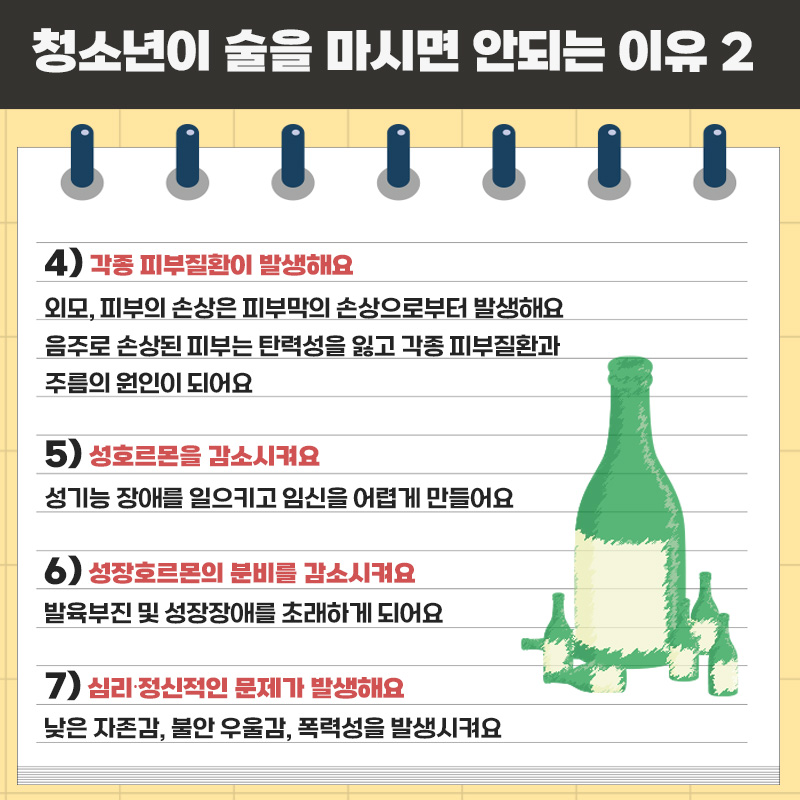 청소년이 술을 마시면 안되는 이유 2
4) 각종 피부질환이 발생해요
외모, 피부의 손상은 피부막의 손상으로부터 발생해요
음주로 손상된 피부는 탄력성을 잃고 각종 피부질환과
주름의 원인이 되어요
5) 성호르몬을 감소시켜요
성기능 장애를 일으키고 임신을 어렵게 만들어요
6) 성장호르몬의 분비를 감소시켜요
발육부진 및 성장장애를 초래하게 되어요
7) 심리·정신적인 문제가 발생해요
낮은 자존감, 불안 우울감, 폭력성을 발생시켜요